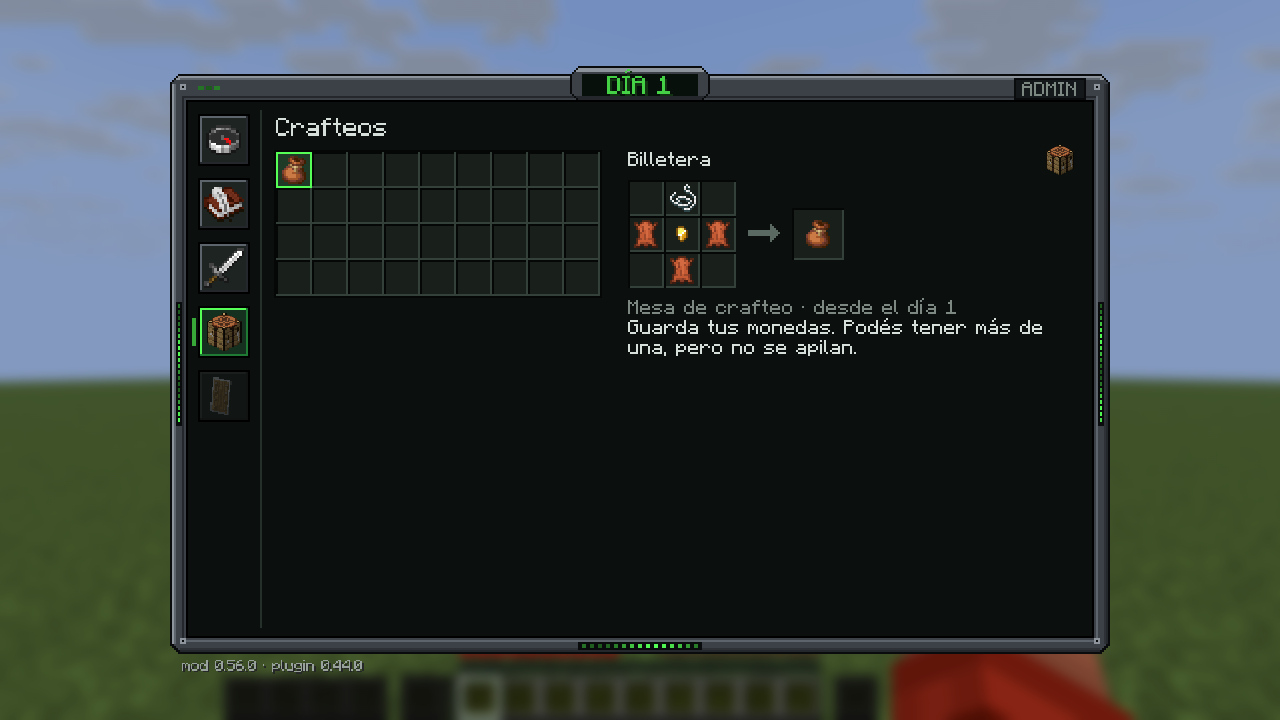 DÍA 1
ADMIN
Crafteos
Billetera
Mesa de crafteo · desde el día 1
Guarda tus monedas. Podés tener más de
una, pero no se apilan.
mod 0.56.0 · plugin 0.44.0